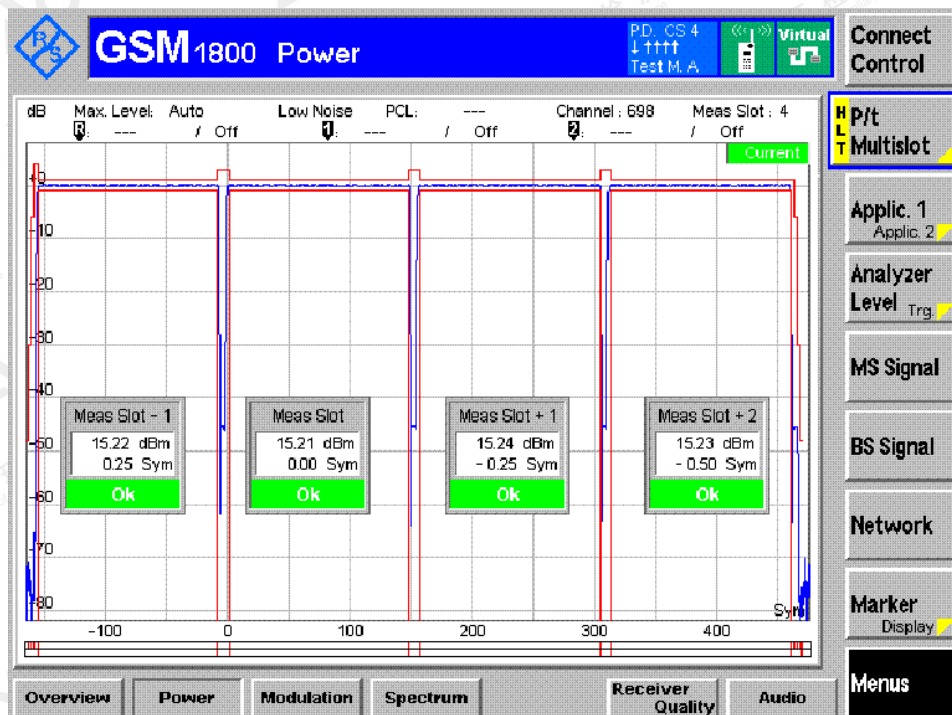 R/S
GSM 1800 Power
P.D. CS 4
↓↑↑↑↑
Test M. A.
Virtual
Connect Control
dB Max. Level: Auto Low Noise PCL: --- Channel : 698 Meas Slot : 4
R: --- / Off 1: --- / Off 2: --- / Off
Current
H L T
P/t Multislot
+0
-10
-20
-30
-40
-50
-60
-70
-80
Meas Slot - 1
15.22 dBm
0.25 Sym
Ok
Meas Slot
15.21 dBm
0.00 Sym
Ok
Meas Slot + 1
15.24 dBm
- 0.25 Sym
Ok
Meas Slot + 2
15.23 dBm
- 0.50 Sym
Ok
Sym
-100 0 100 200 300 400
Applic. 1
Applic. 2
Analyzer Level Trg.
MS Signal
BS Signal
Network
Marker
Display
Menus
Overview Power Modulation Spectrum Receiver Quality Audio